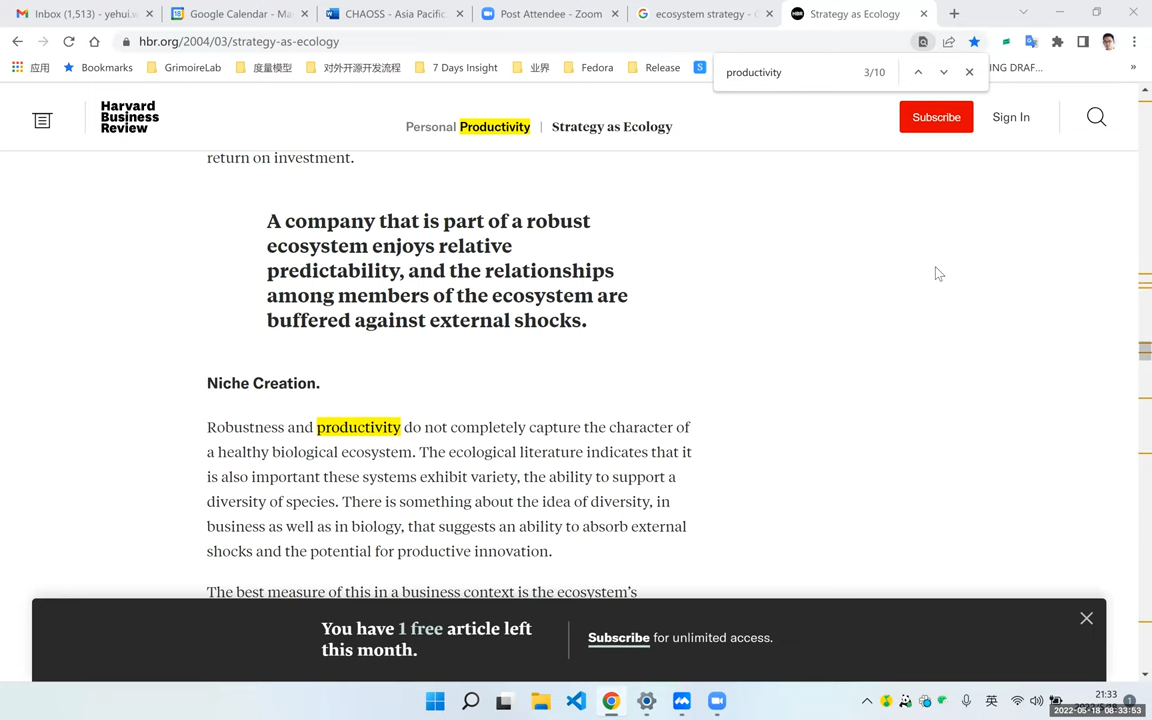 Inbox (1,513) - yehui.w
Google Calendar - Ma
CHAOSS - Asia Pacific
Post Attendee - Zoom
ecosystem strategy -
Strategy as Ecology
hbr.org/2004/03/strategy-as-ecology
应用
Bookmarks
GrimoireLab
度量模型
对外开源开发流程
7 Days Insight
业界
Fedora
Release
S
ING DRAF...
»
productivity
3/10
Harvard
Business
Review
Personal Productivity | Strategy as Ecology
Subscribe
Sign In
return on investment.
A company that is part of a robust
ecosystem enjoys relative
predictability, and the relationships
among members of the ecosystem are
buffered against external shocks.
Niche Creation.
Robustness and productivity do not completely capture the character of
a healthy biological ecosystem. The ecological literature indicates that it
is also important these systems exhibit variety, the ability to support a
diversity of species. There is something about the idea of diversity, in
business as well as in biology, that suggests an ability to absorb external
shocks and the potential for productive innovation.
The best measure of this in a business context is the ecosystem's
You have 1 free article left
this month.
Subscribe for unlimited access.
英
21:33
2022-05-18 08:33:53